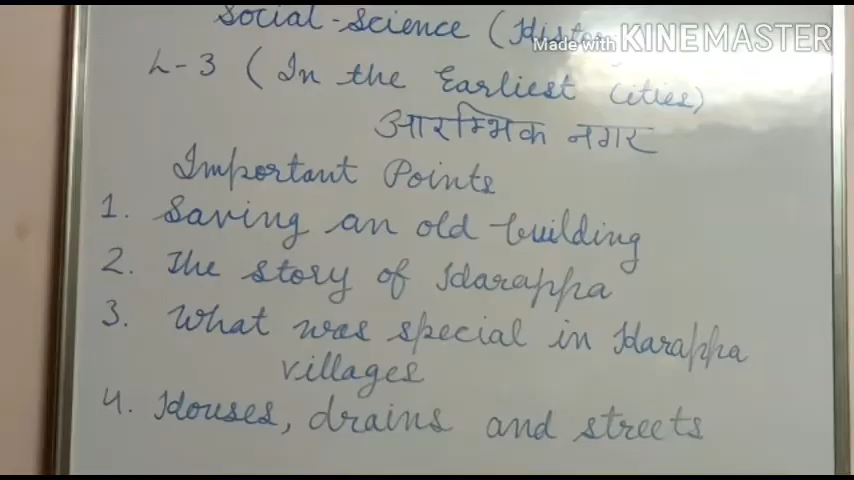 Social-Science (Histor
Made with KINEMASTER
L-3 (In the Earliest Cities)
आरम्भिक नगर
Important Points
1. Saving an old building
2. The story of Harappa
3. What was special in Harappa
villages
4. Houses, drains and streets